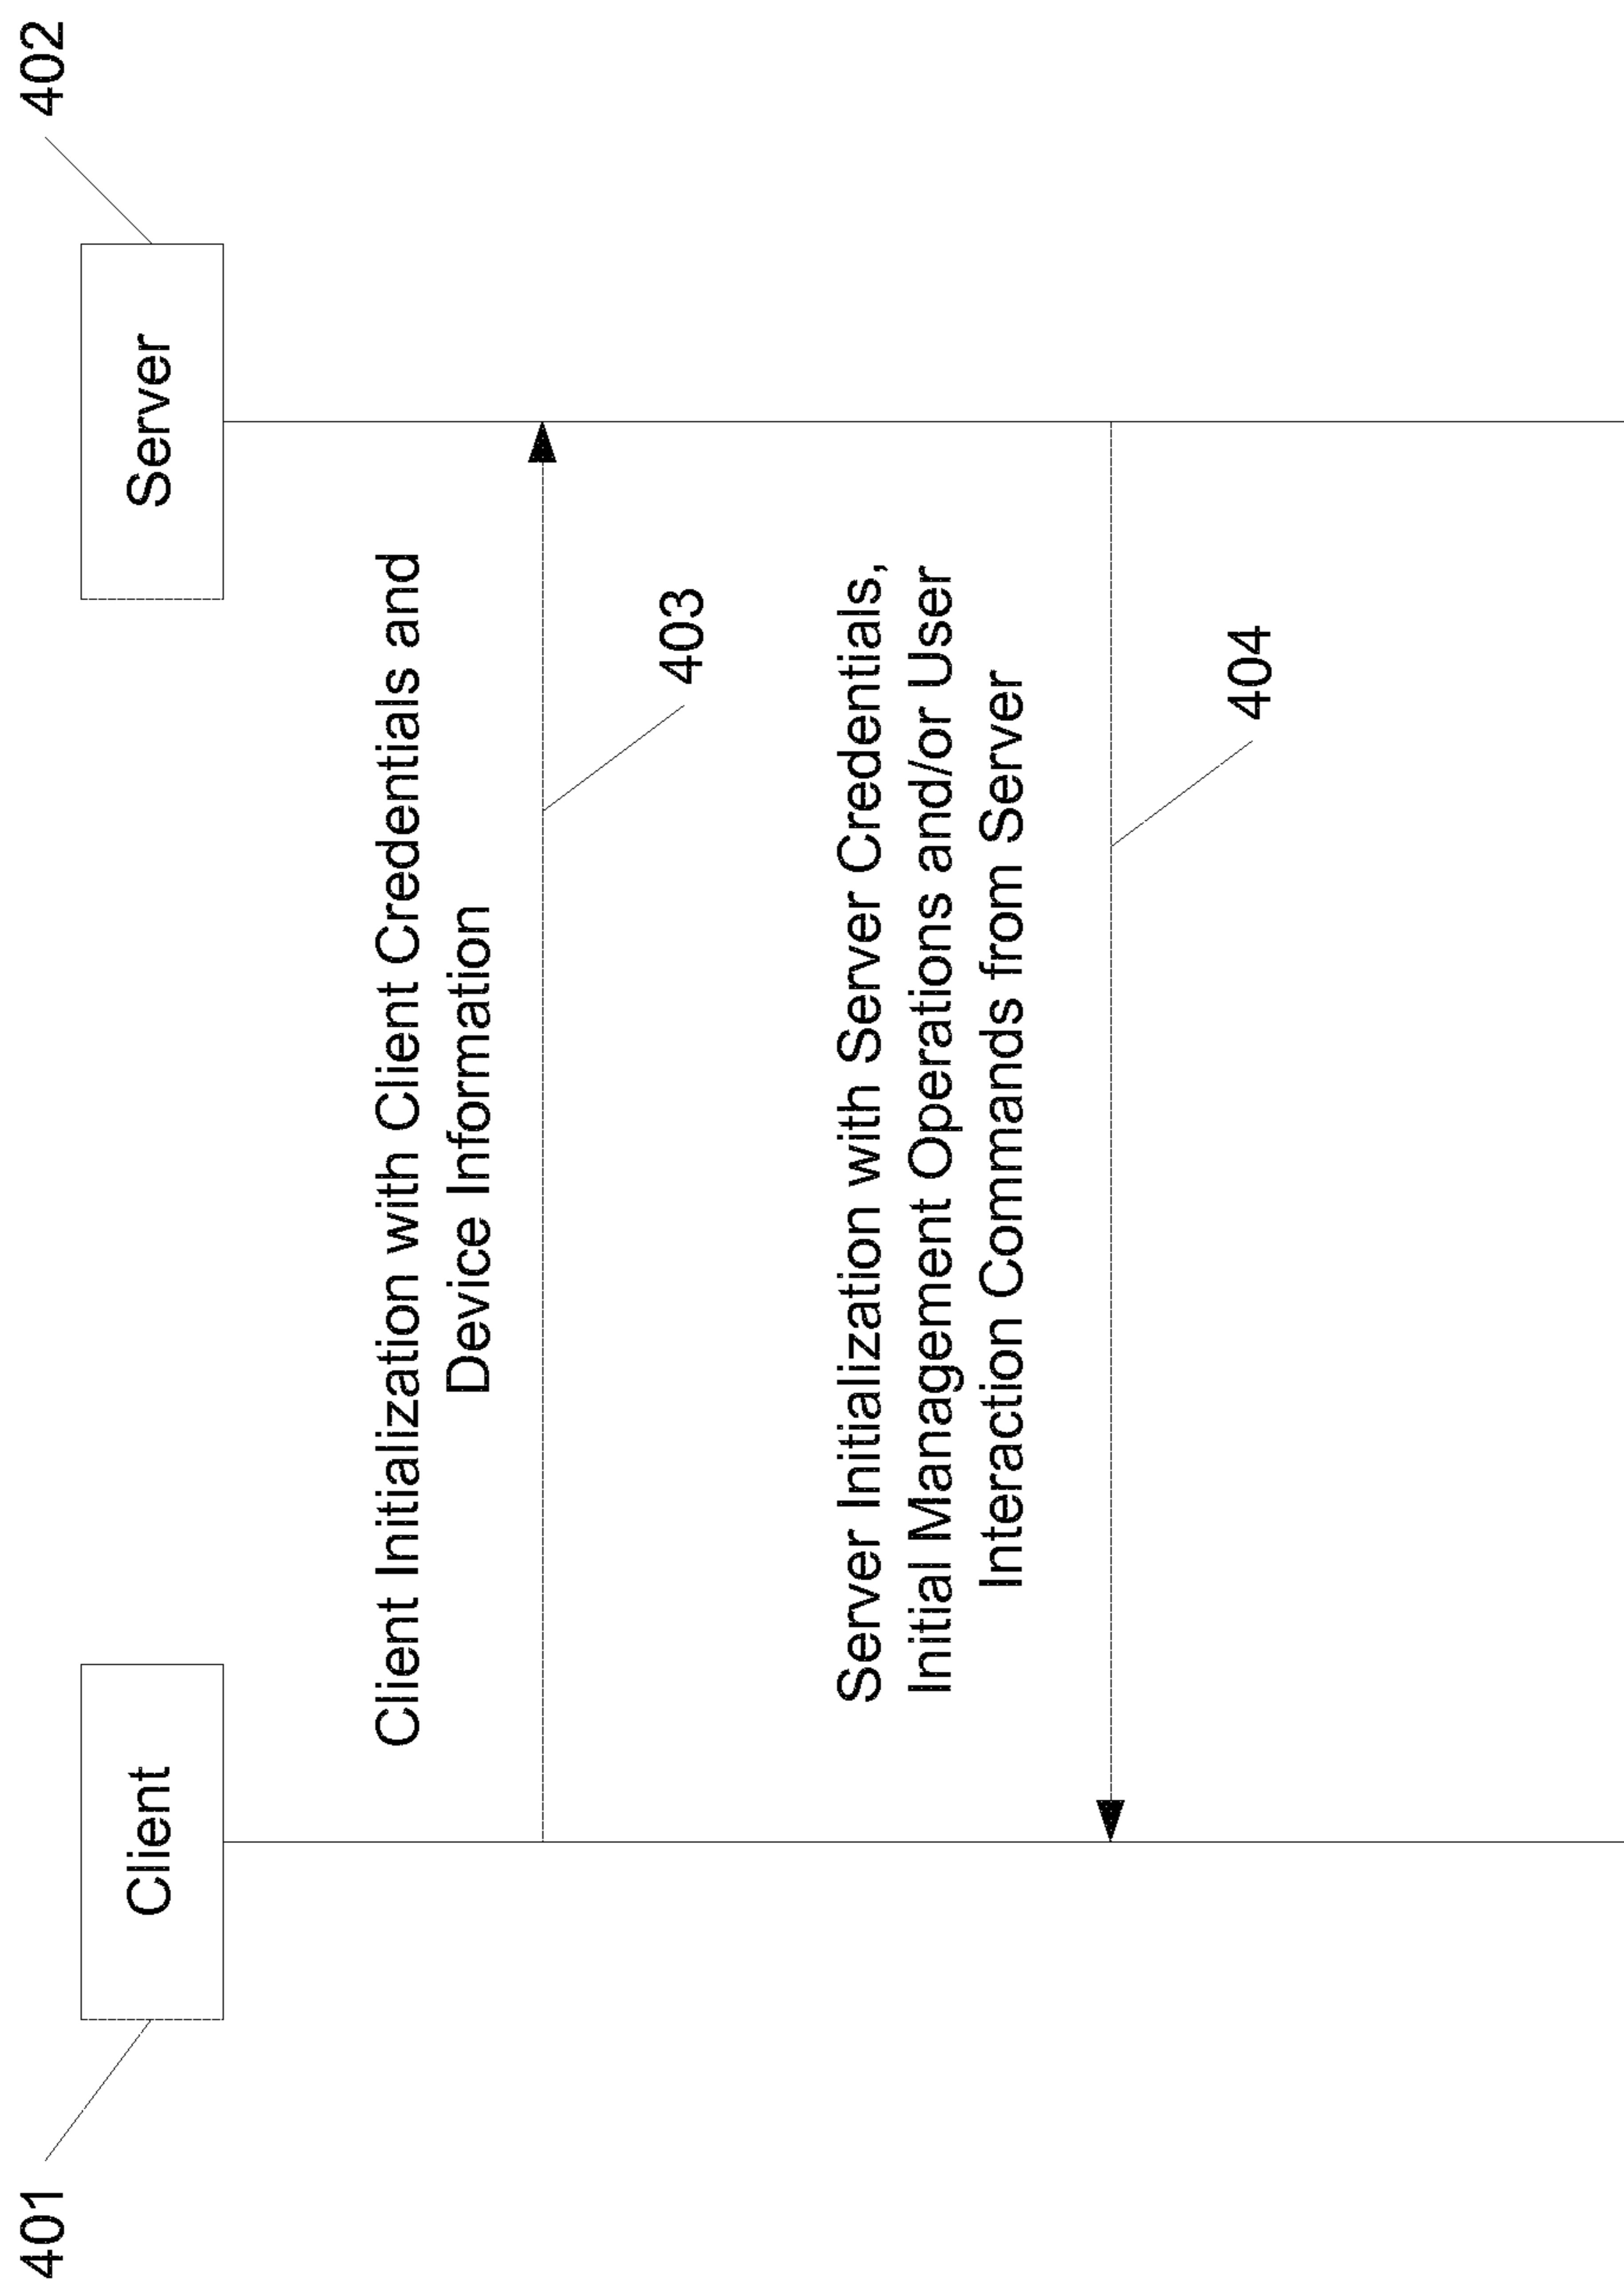 401
402
Client
Server
Client Initialization with Client Credentials and
Device Information
403
Server Initialization with Server Credentials,
Initial Management Operations and/or User
Interaction Commands from Server
404